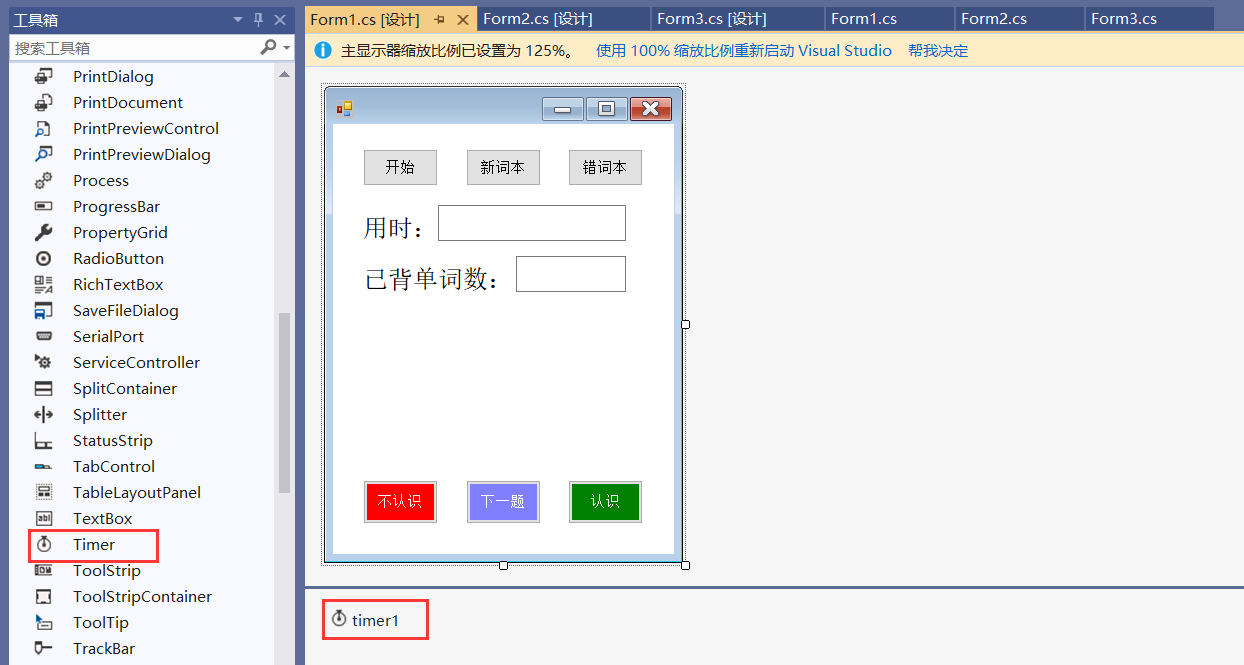 工具箱
搜索工具箱
PrintDialog
PrintDocument
PrintPreviewControl
PrintPreviewDialog
Process
ProgressBar
PropertyGrid
RadioButton
RichTextBox
SaveFileDialog
SerialPort
ServiceController
SplitContainer
Splitter
StatusStrip
TabControl
TableLayoutPanel
TextBox
Timer
ToolStrip
ToolStripContainer
ToolTip
TrackBar
Form1.cs [设计] Form2.cs [设计] Form3.cs [设计] Form1.cs Form2.cs Form3.cs
主显示器缩放比例已设置为 125%。 使用 100% 缩放比例重新启动 Visual Studio 帮我决定
开始 新词本 错词本
用时：
已背单词数：
不认识 下一题 认识
timer1